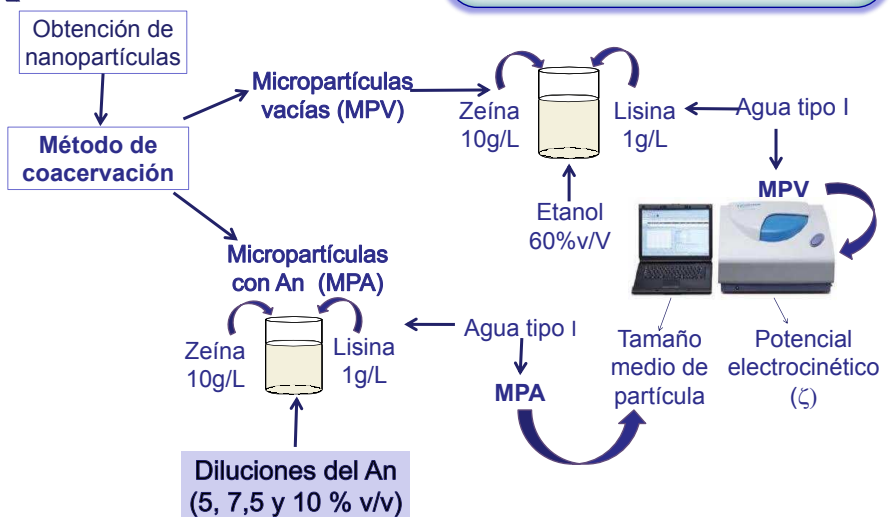 Obtención de
nanopartículas
Método de
coacervación
Micropartículas
vacías (MPV)
Zeína
10g/L
Lisina
1g/L
Etanol
60%v/V
Agua tipo I
MPV
Tamaño
medio de
partícula
Potencial
electrocinético
(ζ)
Micropartículas
con An (MPA)
Zeína
10g/L
Lisina
1g/L
Agua tipo I
MPA
Diluciones del An
(5, 7,5 y 10 % v/v)